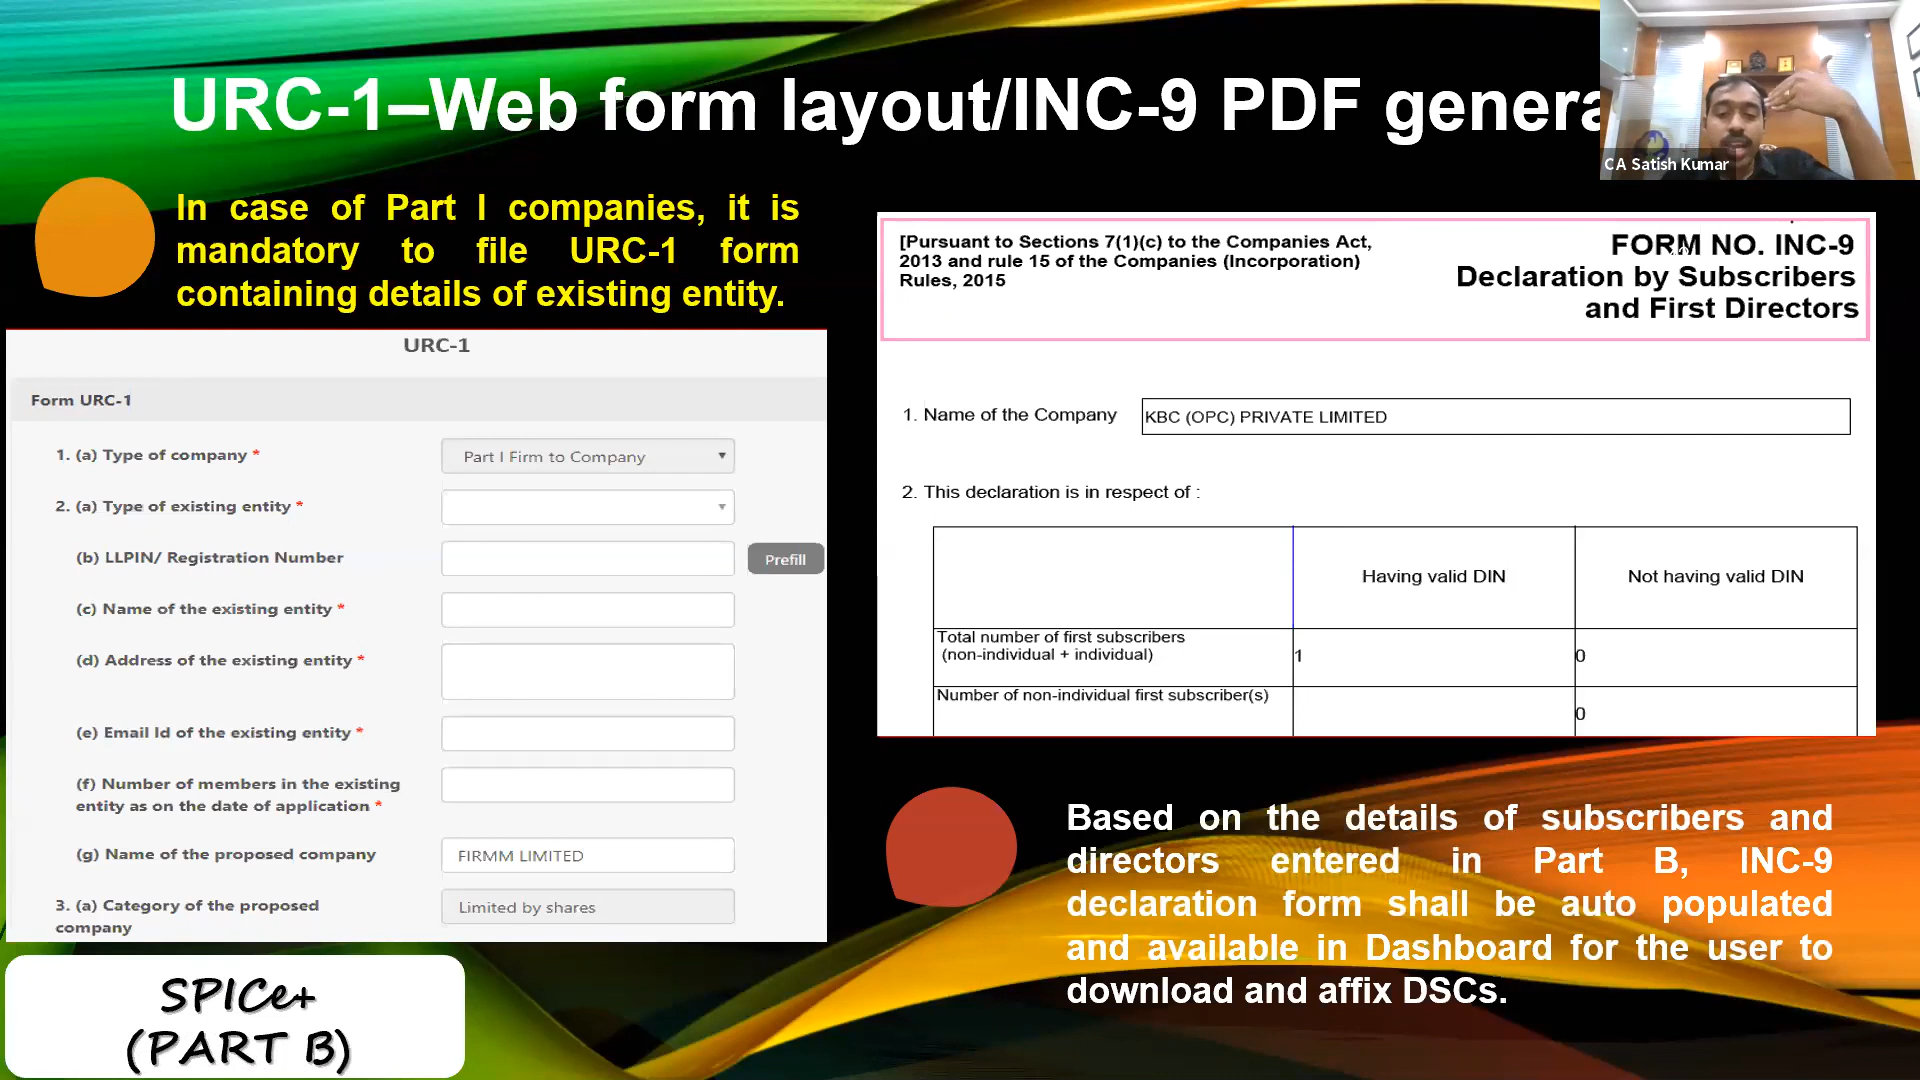 URC-1–Web form layout/INC-9 PDF genera
CA Satish Kumar
In case of Part I companies, it is
mandatory to file URC-1 form
containing details of existing entity.
URC-1
Form URC-1
1. (a) Type of company *
Part I Firm to Company
2. (a) Type of existing entity *
(b) LLPIN/ Registration Number
Prefill
(c) Name of the existing entity *
(d) Address of the existing entity *
(e) Email Id of the existing entity *
(f) Number of members in the existing
entity as on the date of application *
(g) Name of the proposed company
FIRMM LIMITED
3. (a) Category of the proposed
company
Limited by shares
SPICe+
(PART B)
[Pursuant to Sections 7(1)(c) to the Companies Act,
2013 and rule 15 of the Companies (Incorporation)
Rules, 2015
FORM NO. INC-9
Declaration by Subscribers
and First Directors
1. Name of the Company
KBC (OPC) PRIVATE LIMITED
2. This declaration is in respect of :
Having valid DIN
Not having valid DIN
Total number of first subscribers
(non-individual + individual)
1
0
Number of non-individual first subscriber(s)
0
Based on the details of subscribers and
directors entered in Part B, INC-9
declaration form shall be auto populated
and available in Dashboard for the user to
download and affix DSCs.